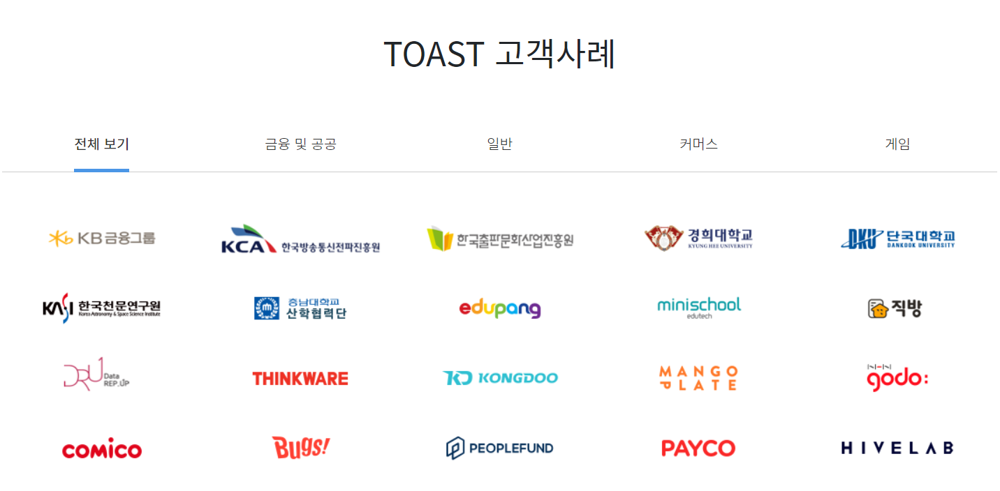 TOAST 고객사례
전체 보기 금융 및 공공 일반 커머스 게임
KB 금융그룹
KCA 한국방송통신전파진흥원
한국출판문화산업진흥원
경희대학교
KYUNG HEE UNIVERSITY
DKU 단국대학교
DANKOOK UNIVERSITY
KASI 한국천문연구원
Korea Astronomy & Space Science Institute
충남대학교
산학협력단
edupang
minischool
edutech
직방
DRU
Data
REP.UP
THINKWARE
KD KONGDOO
MANGO
PLATE
godo:
comico
Bugs!
PEOPLEFUND
PAYCO
HIVELAB